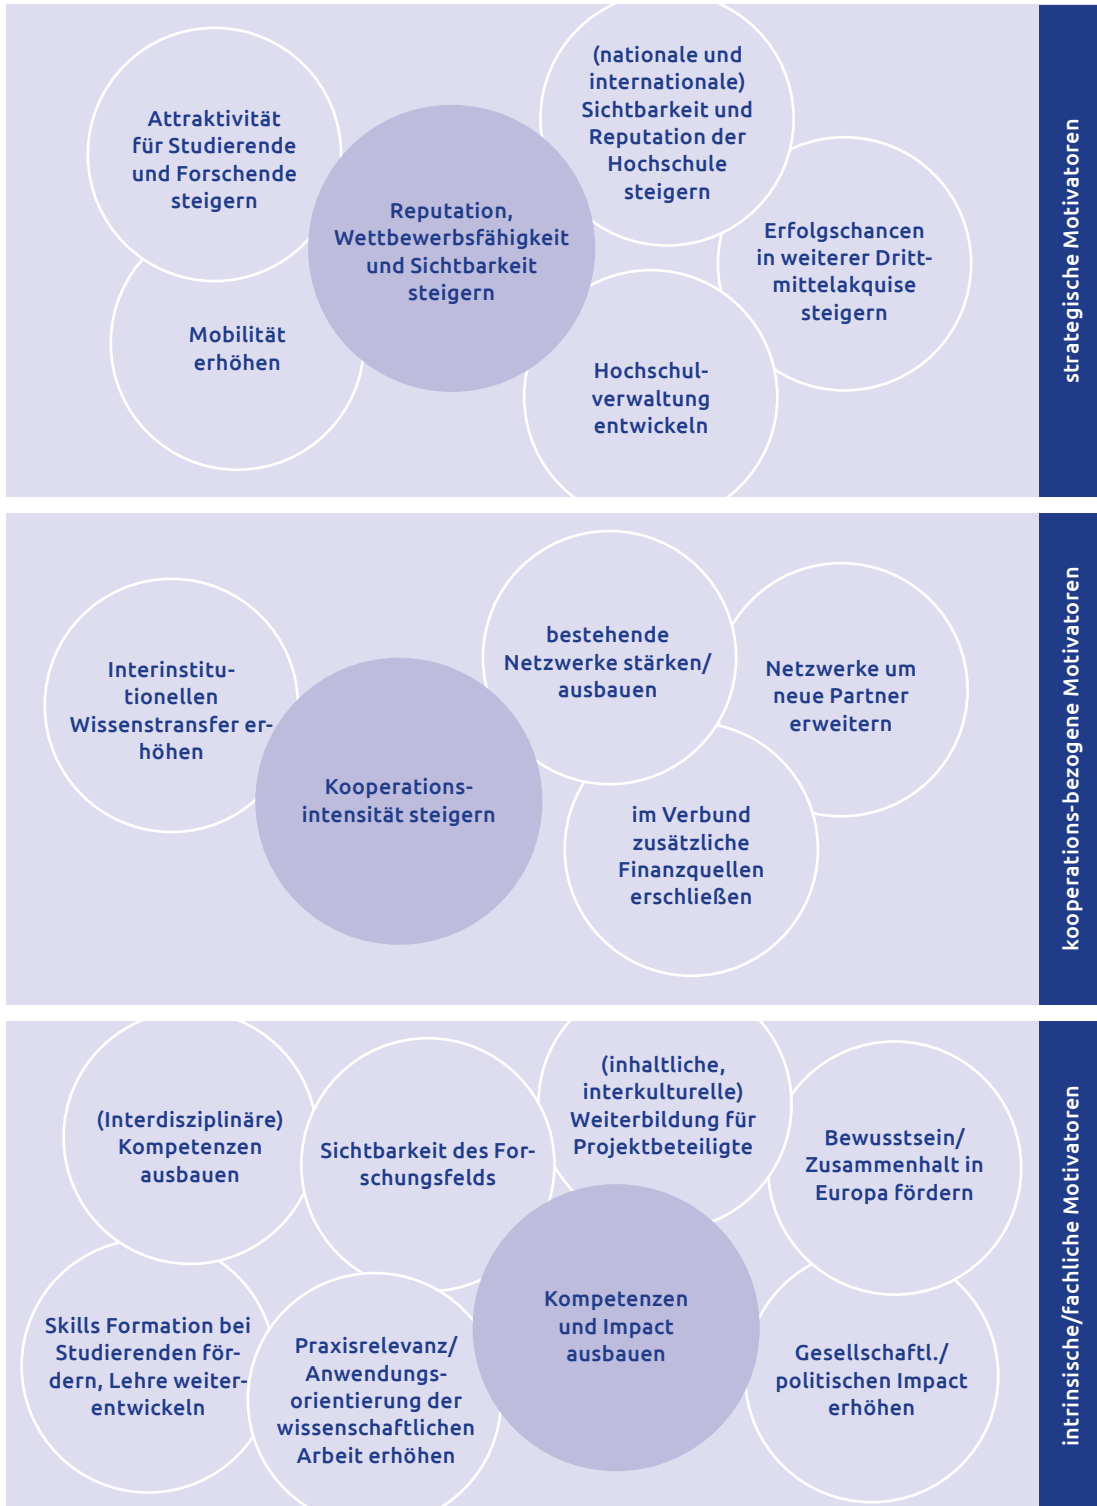 (nationale und
internationale)
Sichtbarkeit und
Reputation der
Hochschule
steigern
Attraktivität
für Studierende
und Forschende
steigern
Reputation,
Wettbewerbsfähigkeit
und Sichtbarkeit
steigern
Erfolgschancen
in weiterer Dritt-
mittelakquise
steigern
Mobilität
erhöhen
Hochschul-
verwaltung
entwickeln
strategische Motivatoren
bestehende
Netzwerke stärken/
ausbauen
Interinstitu-
tionellen
Wissenstransfer er-
höhen
Netzwerke um
neue Partner
erweitern
Kooperations-
intensität steigern
im Verbund
zusätzliche
Finanzquellen
erschließen
kooperations-bezogene Motivatoren
(Interdisziplinäre)
Kompetenzen
ausbauen
Sichtbarkeit des For-
schungsfelds
(inhaltliche,
interkulturelle)
Weiterbildung für
Projektbeteiligte
Bewusstsein/
Zusammenhalt in
Europa fördern
Skills Formation bei
Studierenden för-
dern, Lehre weiter-
entwickeln
Praxisrelevanz/
Anwendungs-
orientierung der
wissenschaftlichen
Arbeit erhöhen
Kompetenzen
und Impact
ausbauen
Gesellschaftl./
politischen Impact
erhöhen
intrinsische/fachliche Motivatoren